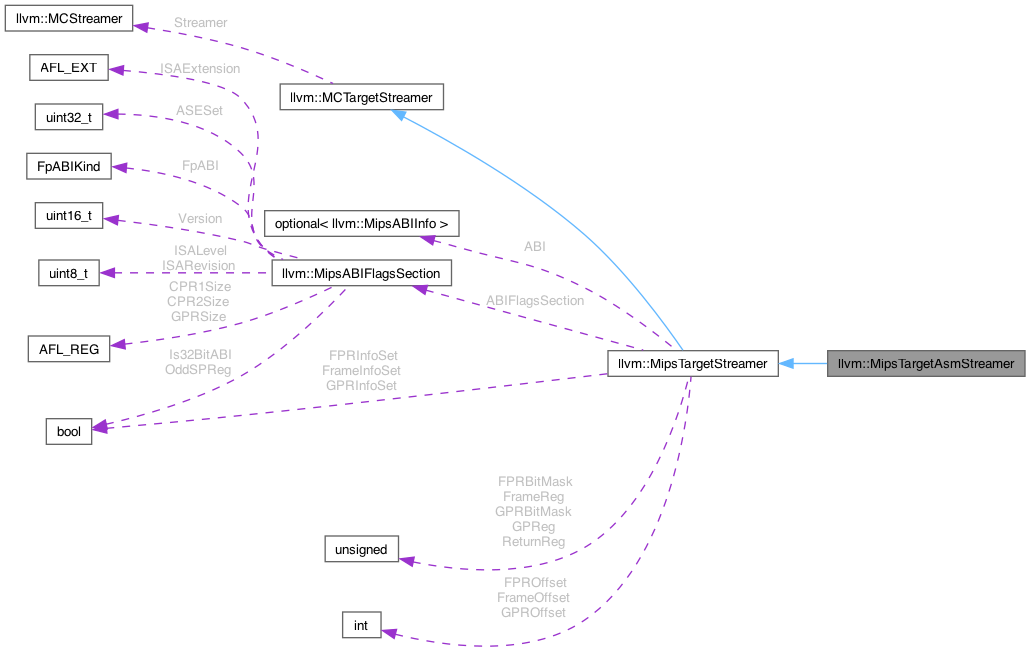 llvm::MCStreamer
Streamer
AFL_EXT
ISAExtension
llvm::MCTargetStreamer
uint32_t
ASESet
FpABIKind
FpABI
uint16_t
Version
optional< llvm::MipsABIInfo >
ABI
uint8_t
ISALevel
ISARevision
llvm::MipsABIFlagsSection
CPR1Size
CPR2Size
GPRSize
ABIFlagsSection
AFL_REG
Is32BitABI
OddSPReg
FPRInfoSet
FrameInfoSet
GPRInfoSet
llvm::MipsTargetStreamer
llvm::MipsTargetAsmStreamer
bool
FPRBitMask
FrameReg
GPRBitMask
GPReg
ReturnReg
unsigned
FPROffset
FrameOffset
GPROffset
int